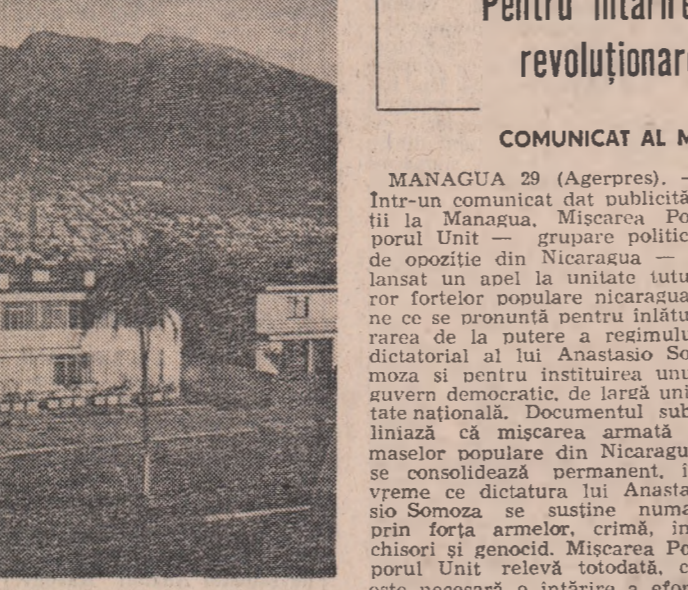 Pentru întărire
revoluționar
COMUNICAT AL M
MANAGUA 29 (Agerpres). —
Într-un comunicat dat publicită
ții la Managua, Mișcarea Po
porul Unit — grupare politic
de opoziție din Nicaragua —
lansat un apel la unitate tutu
ror forțelor populare nicaragua
ne ce se pronunță pentru înlătu
rarea de la putere a regimulu
dictatorial al lui Anastasio So
moza și pentru instituirea unu
guvern democratic, de largă uni
tate națională. Documentul sub
liniază că mișcarea armată
maselor populare din Nicaragu
se consolidează permanent, î
vreme ce dictatura lui Anasta
sio Somoza se susține numa
prin forța armelor, crimă, în
chisori și genocid. Mișcarea Po
porul Unit relevă totodată, c
este necesară o întărire a efor